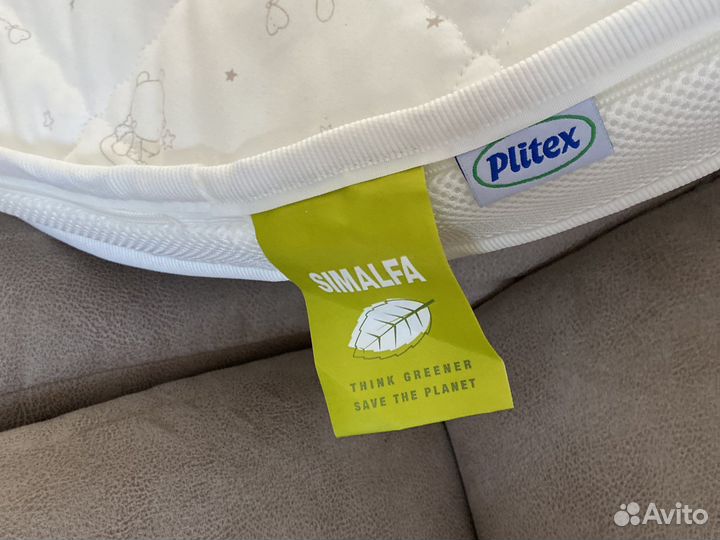 Plitex
SIMALFA
THINK GREENER
SAVE THE PLANET
Avito